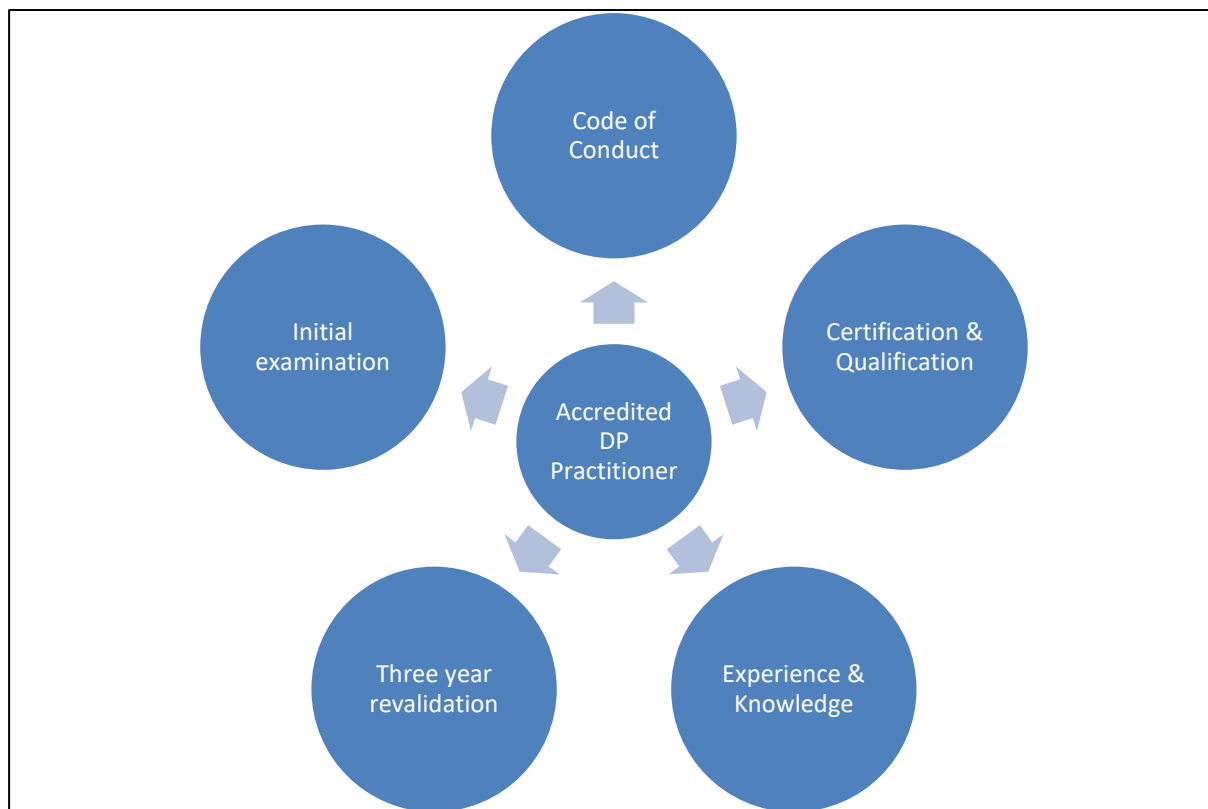 Code of
Conduct
Initial
examination
Certification &
Qualification
Accredited
DP
Practitioner
Three year
revalidation
Experience &
Knowledge